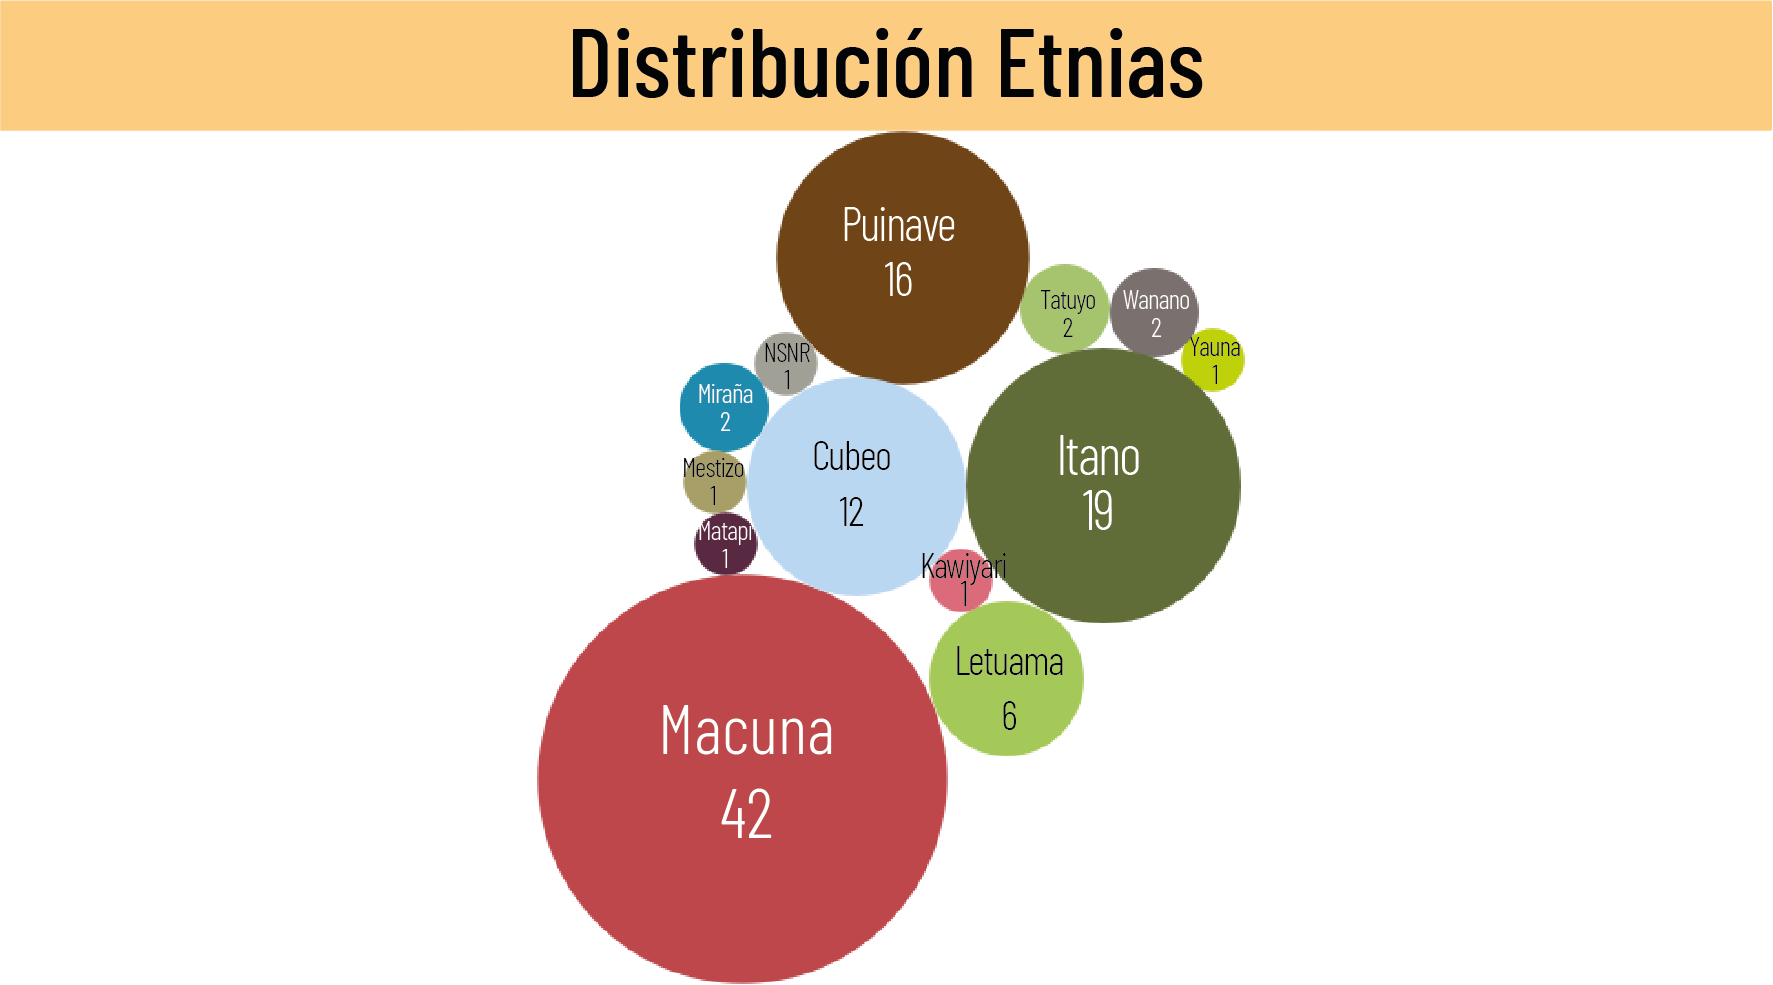 Distribución Etnias
Puinave
16
Tatuyo
2
Wanano
2
Yauna
1
NSNR
1
Miraña
2
Cubeo
12
Itano
19
Mestizo
1
Matapi
1
Kawiyari
1
Letuama
6
Macuna
42